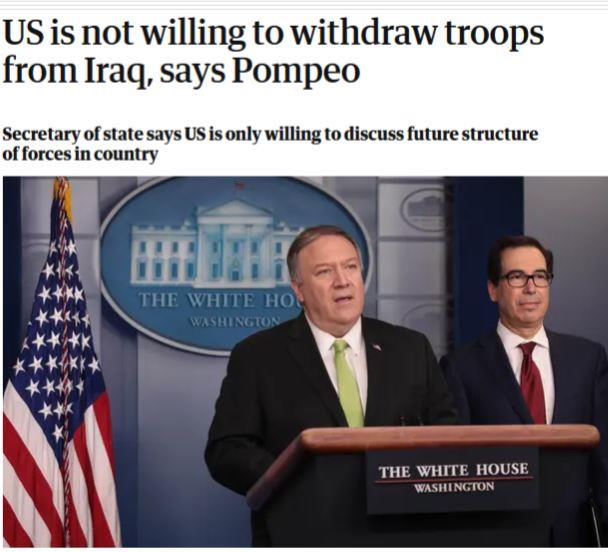 US is not willing to withdraw troops
from Iraq, says Pompeo
Secretary of state says US is only willing to discuss future structure
of forces in country
THE WHITE HO
WASHINGTON
THE WHITE HOUSE
WASHINGTON